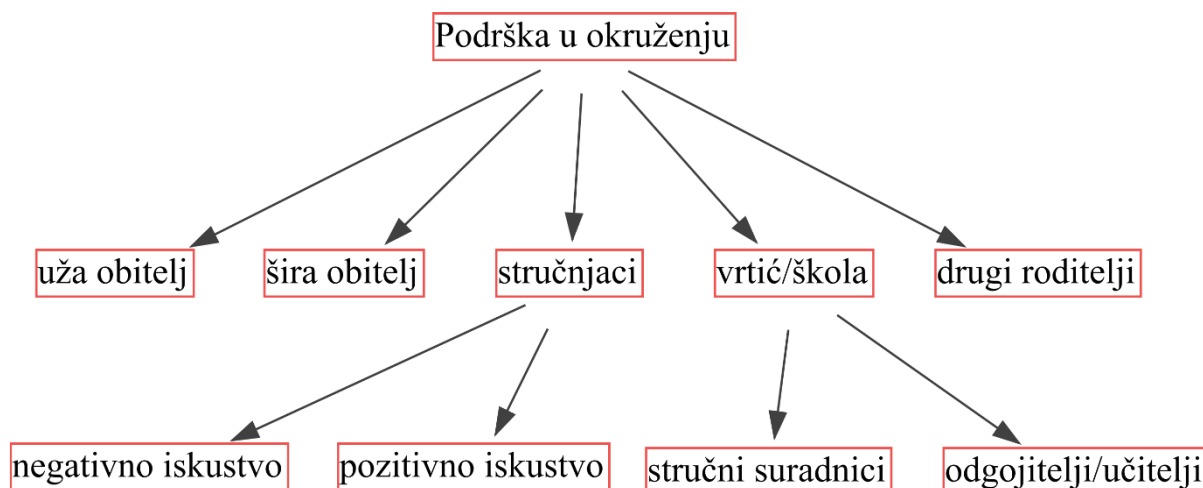 Podrška u okruženju
uža obitelj
šira obitelj
stručnjaci
vrtić/škola
drugi roditelji
negativno iskustvo
pozitivno iskustvo
stručni suradnici
odgojitelji/učitelji